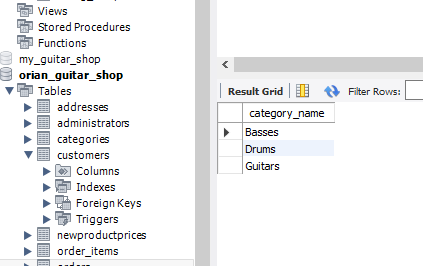 Views
Stored Procedures
Functions
my_guitar_shop
orian_guitar_shop
Tables
addresses
administrators
categories
customers
Columns
Indexes
Foreign Keys
Triggers
newproductprices
order_items
orders
Result Grid
Filter Rows:
category_name
Basses
Drums
Guitars